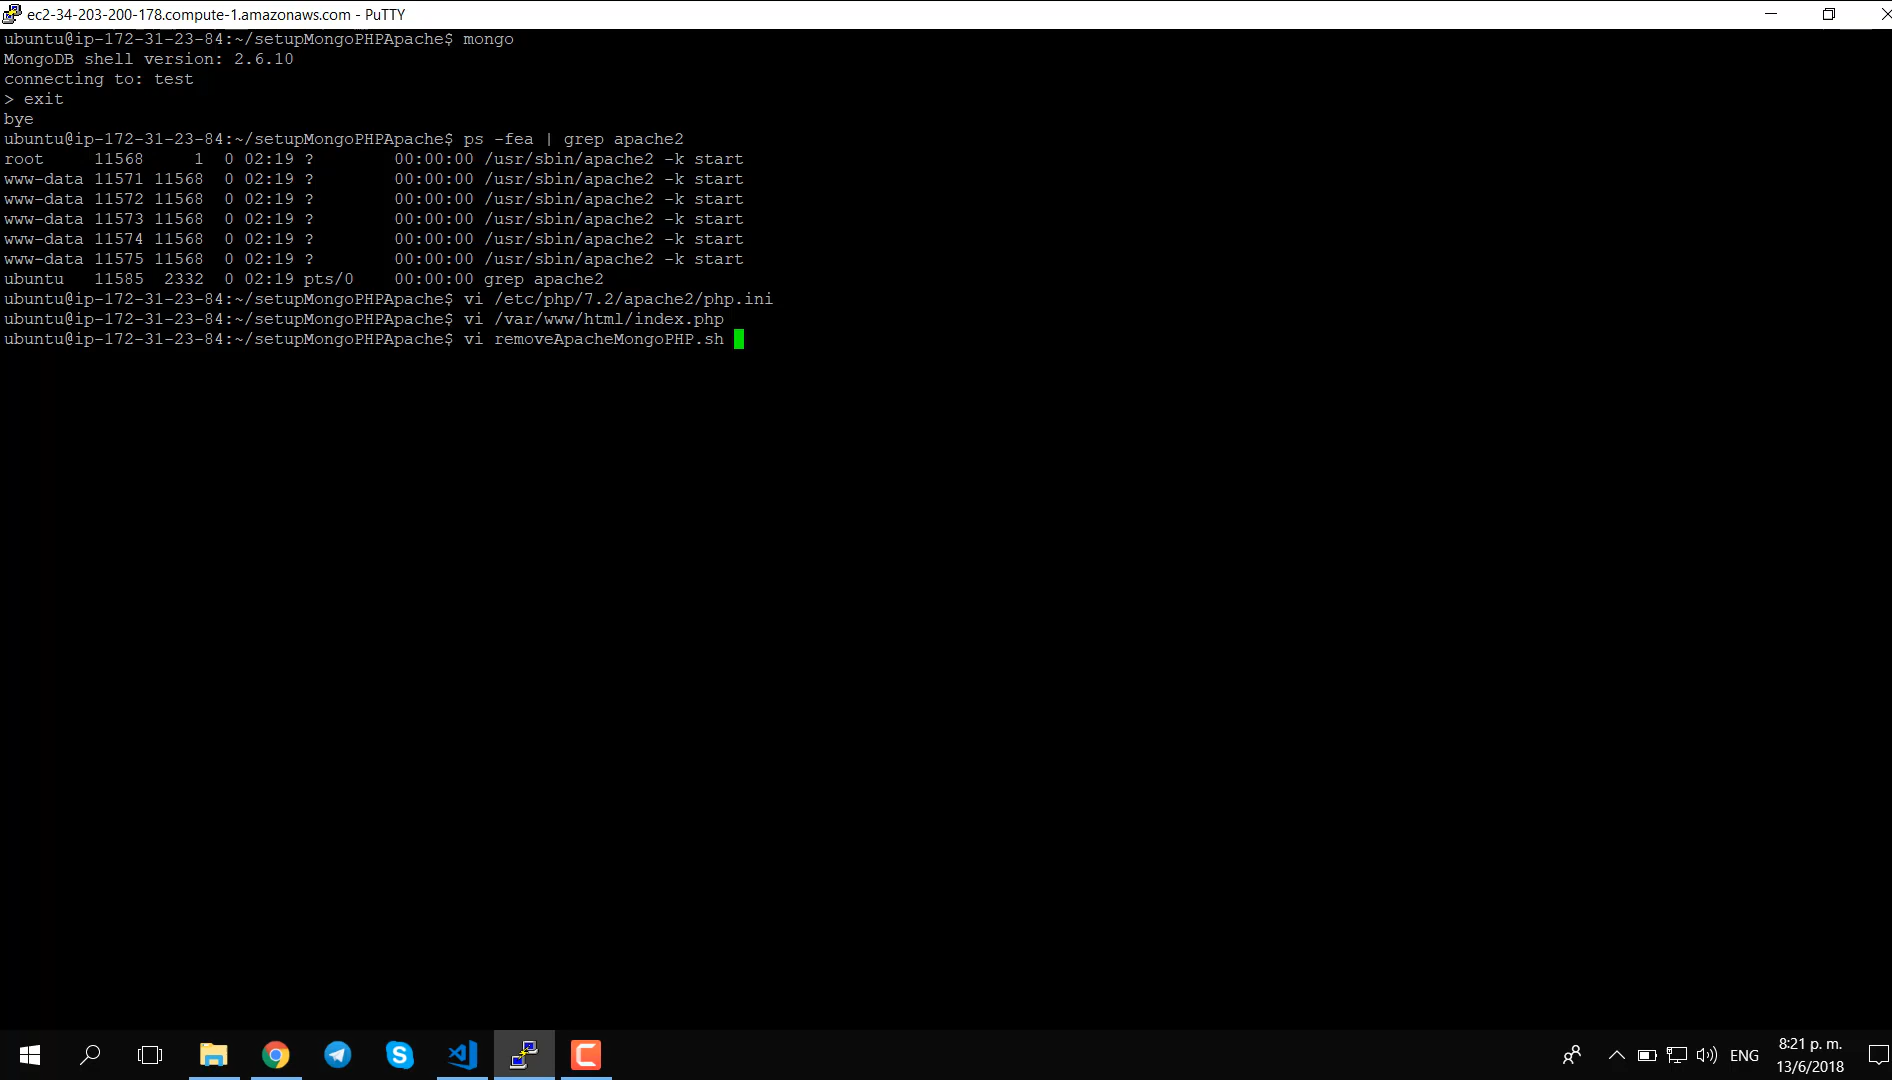 ec2-34-203-200-178.compute-1.amazonaws.com - PuTTY
ubuntu@ip-172-31-23-84:~/setupMongoPHPApache$ mongo
MongoDB shell version: 2.6.10
connecting to: test
> exit
bye
ubuntu@ip-172-31-23-84:~/setupMongoPHPApache$ ps -fea | grep apache2
root     11568     1  0 02:19 ?        00:00:00 /usr/sbin/apache2 -k start
www-data 11571 11568  0 02:19 ?        00:00:00 /usr/sbin/apache2 -k start
www-data 11572 11568  0 02:19 ?        00:00:00 /usr/sbin/apache2 -k start
www-data 11573 11568  0 02:19 ?        00:00:00 /usr/sbin/apache2 -k start
www-data 11574 11568  0 02:19 ?        00:00:00 /usr/sbin/apache2 -k start
www-data 11575 11568  0 02:19 ?        00:00:00 /usr/sbin/apache2 -k start
ubuntu   11585  2332  0 02:19 pts/0    00:00:00 grep apache2
ubuntu@ip-172-31-23-84:~/setupMongoPHPApache$ vi /etc/php/7.2/apache2/php.ini
ubuntu@ip-172-31-23-84:~/setupMongoPHPApache$ vi /var/www/html/index.php
ubuntu@ip-172-31-23-84:~/setupMongoPHPApache$ vi removeApacheMongoPHP.sh
ENG
8:21 p. m.
13/6/2018